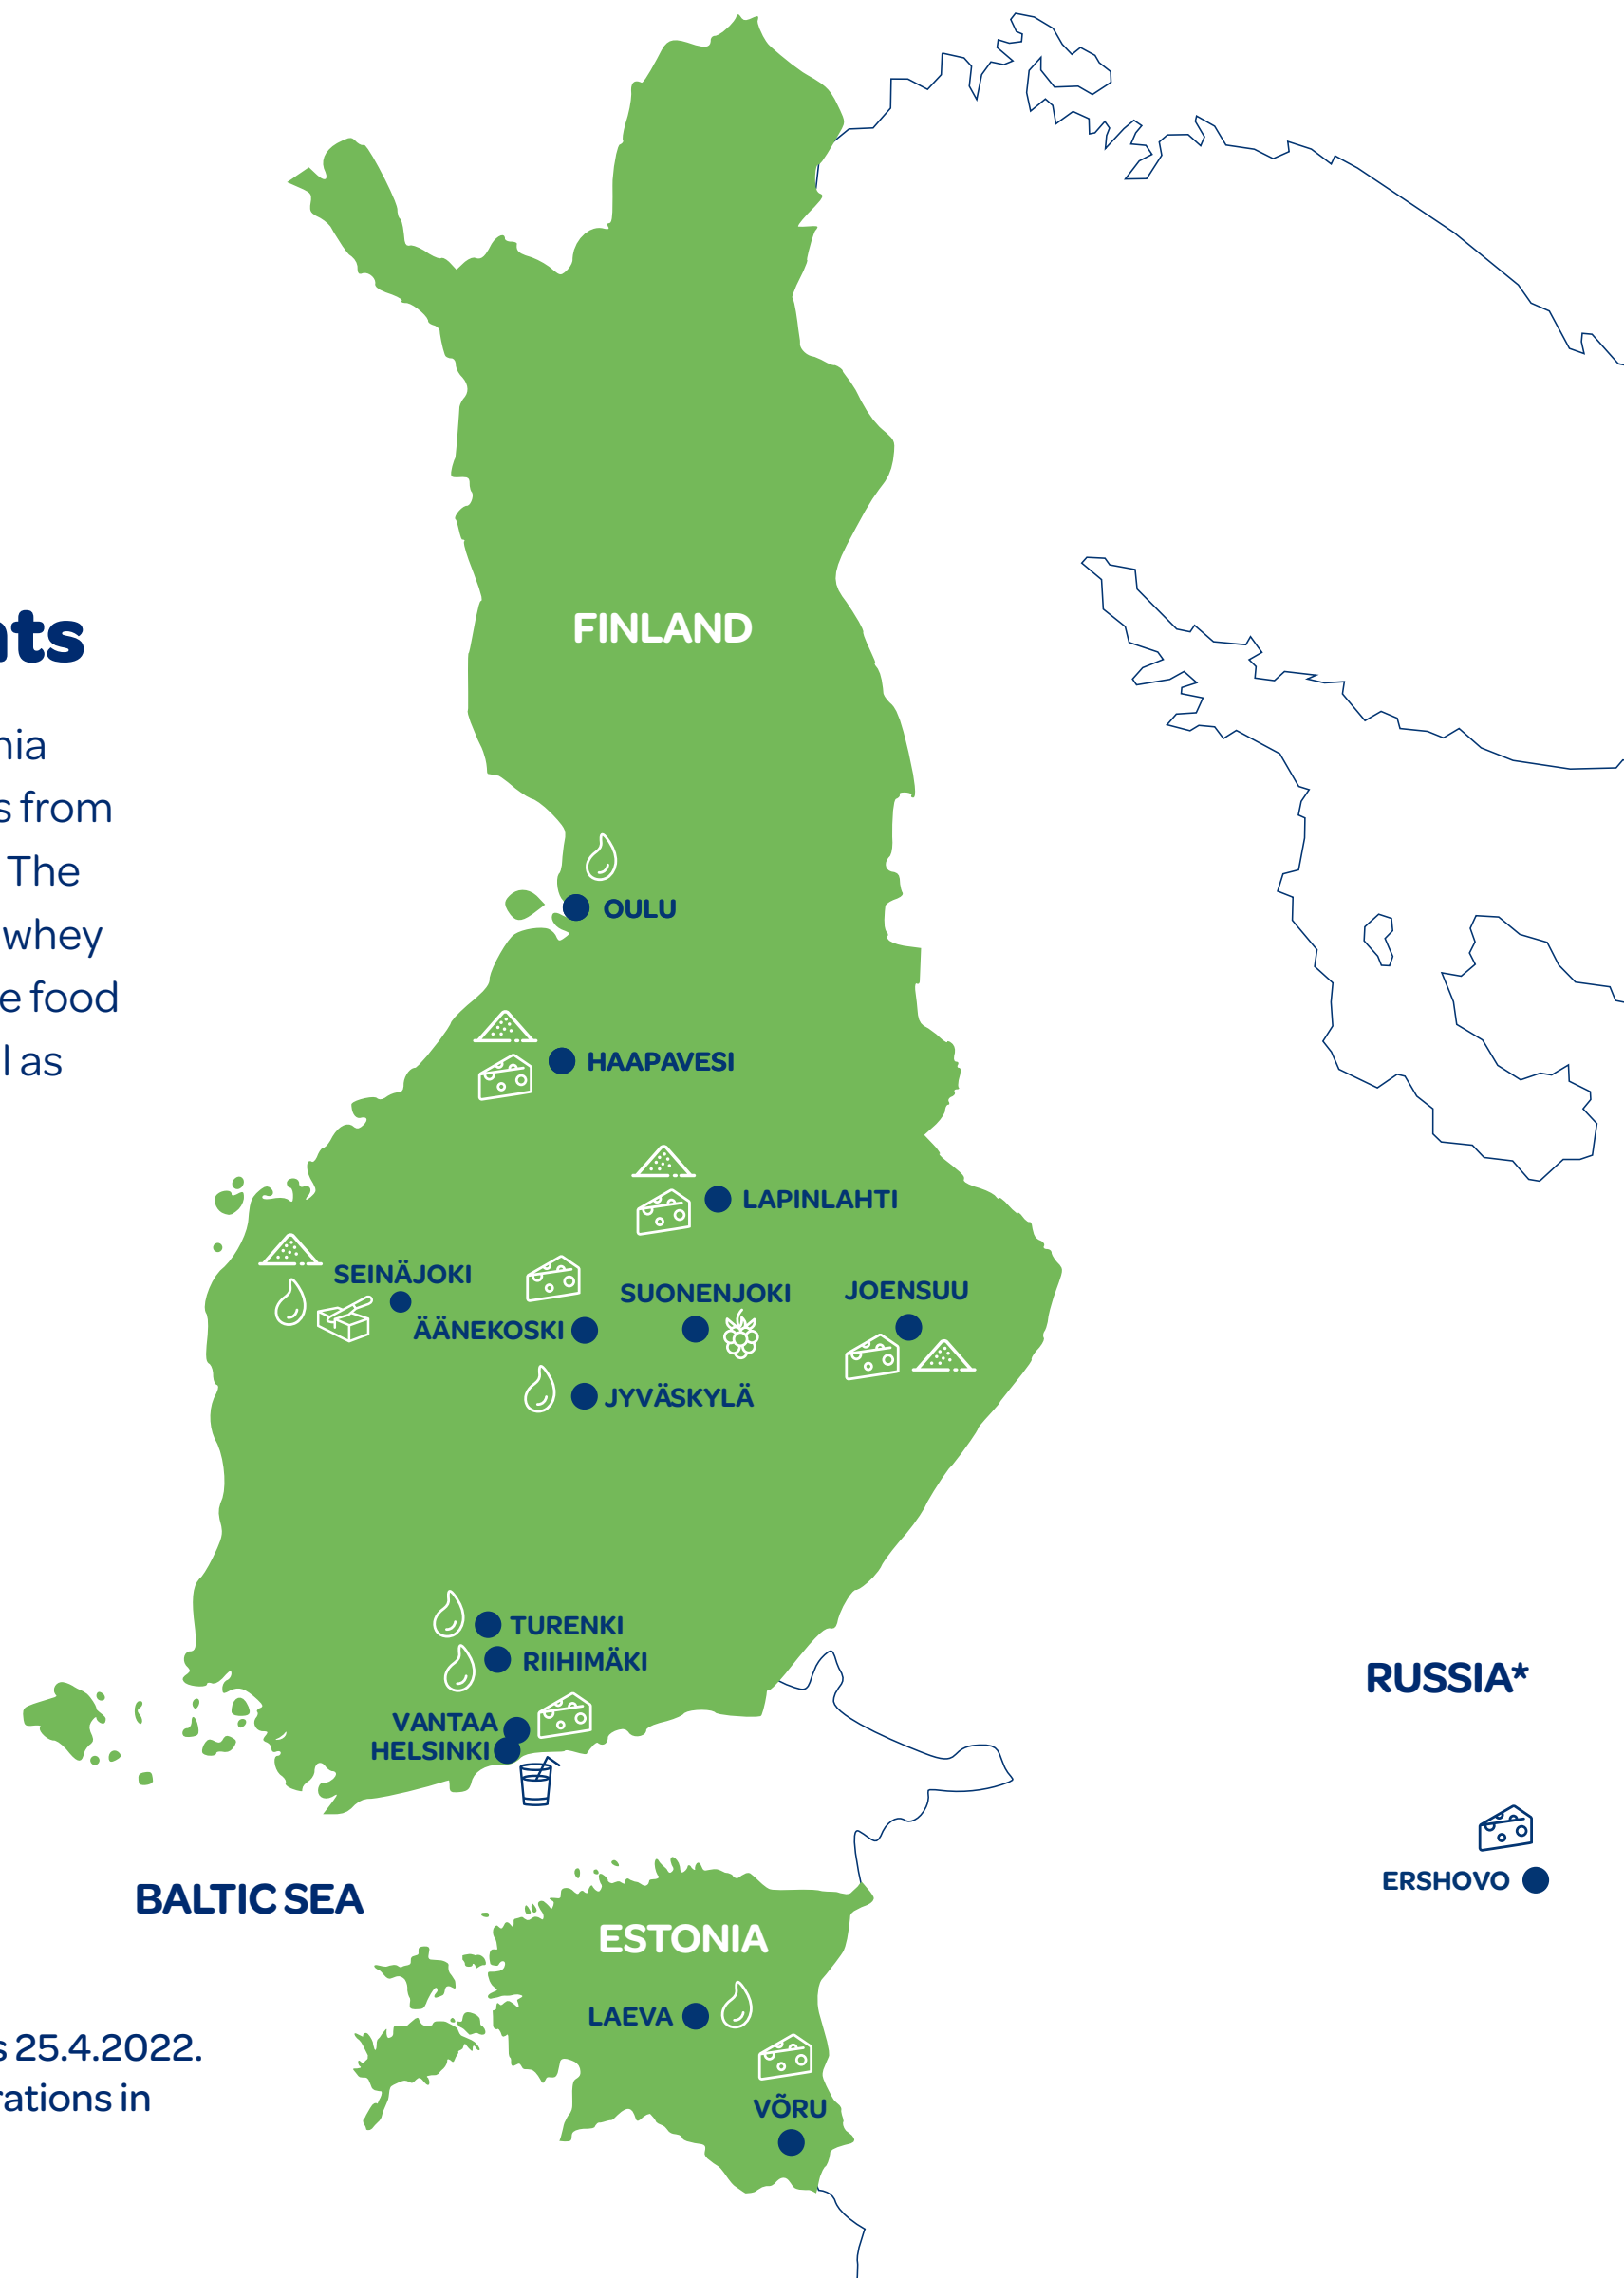 FINLAND
nts
nia
s from
The
whey
e food
l as
OULU
HAAPAVESI
LAPINLAHTI
SEINÄJOKI
SUONENJOKI
JOENSUU
ÄÄNEKOSKI
JYVÄSKYLÄ
TURENKI
RIIHIMÄKI
RUSSIA*
VANTAA
HELSINKI
ERSHOVO
BALTIC SEA
ESTONIA
LAEVA
s 25.4.2022.
rations in
VÕRU